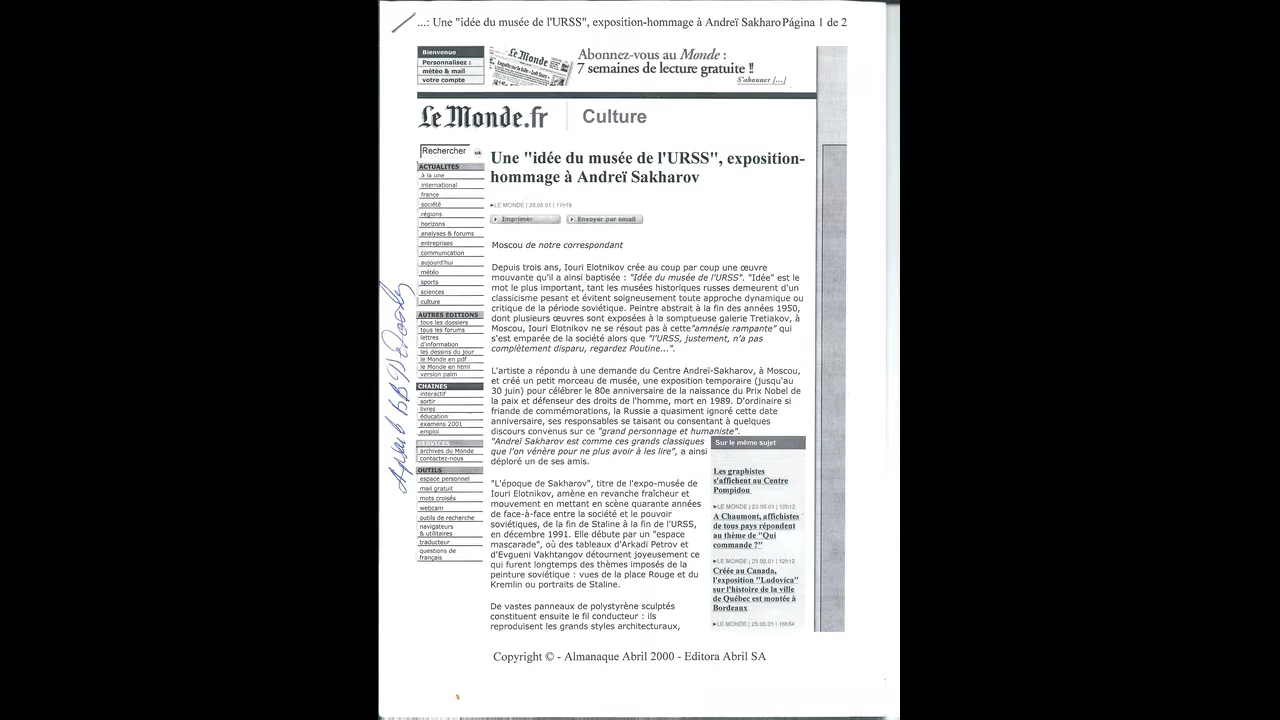 ...: Une "idée du musée de l'URSS", exposition-hommage à Andreï Sakharo Página 1 de 2
Bienvenue
Personnalisez :
météo & mail
votre compte
Le Monde
Abonnez-vous au Monde :
7 semaines de lecture gratuite !!
S'abonner [...]
Le Monde.fr
Culture
Rechercher
ok
ACTUALITES
à la une
international
france
société
régions
horizons
analyses & forums
entreprises
communication
aujourd'hui
météo
sports
sciences
culture
AUTRES EDITIONS
tous les dossiers
tous les forums
lettres
d'information
les dessins du jour
le Monde en pdf
le Monde en html
version palm
CHAINES
interactif
sortir
livres
éducation
examens 2001
emploi
SERVICES
archives du Monde
contactez-nous
OUTILS
espace personnel
mail gratuit
mots croisés
webcam
outils de recherche
navigateurs
& utilitaires
traducteur
questions de
français
Une "idée du musée de l'URSS", exposition-
hommage à Andreï Sakharov
LE MONDE | 26.05.01 | 17h19
Imprimer
Envoyer par email
Moscou de notre correspondant
Depuis trois ans, Iouri Elotnikov crée au coup par coup une œuvre
mouvante qu'il a ainsi baptisée : "Idée du musée de l'URSS". "Idée" est le
mot le plus important, tant les musées historiques russes demeurent d'un
classicisme pesant et évitent soigneusement toute approche dynamique ou
critique de la période soviétique. Peintre abstrait à la fin des années 1950,
dont plusieurs œuvres sont exposées à la somptueuse galerie Tretiakov, à
Moscou, Iouri Elotnikov ne se résout pas à cette"amnésie rampante" qui
s'est emparée de la société alors que "l'URSS, justement, n'a pas
complètement disparu, regardez Poutine...".
L'artiste a répondu à une demande du Centre Andreï-Sakharov, à Moscou,
et créé un petit morceau de musée, une exposition temporaire (jusqu'au
30 juin) pour célébrer le 80e anniversaire de la naissance du Prix Nobel de
la paix et défenseur des droits de l'homme, mort en 1989. D'ordinaire si
friande de commémorations, la Russie a quasiment ignoré cette date
anniversaire, ses responsables se taisant ou consentant à quelques
discours convenus sur ce "grand personnage et humaniste".
"Andreï Sakharov est comme ces grands classiques
que l'on vénère pour ne plus avoir à les lire", a ainsi
déploré un de ses amis.
"L'époque de Sakharov", titre de l'expo-musée de
Iouri Elotnikov, amène en revanche fraîcheur et
mouvement en mettant en scène quarante années
de face-à-face entre la société et le pouvoir
soviétiques, de la fin de Staline à la fin de l'URSS,
en décembre 1991. Elle débute par un "espace
mascarade", où des tableaux d'Arkadi Petrov et
d'Evgueni Vakhtangov détournent joyeusement ce
qui furent longtemps des thèmes imposés de la
peinture soviétique : vues de la place Rouge et du
Kremlin ou portraits de Staline.
De vastes panneaux de polystyrène sculptés
constituent ensuite le fil conducteur : ils
reproduisent les grands styles architecturaux,
Sur le même sujet
Les graphistes
s'affichent au Centre
Pompidou
LE MONDE | 23.05.01 | 12h12
A Chaumont, affichistes
de tous pays répondent
au thème de "Qui
commande ?"
LE MONDE | 23.05.01 | 12h12
Créée au Canada,
l'exposition "Ludovica"
sur l'histoire de la ville
de Québec est montée à
Bordeaux
LE MONDE | 26.05.01 | 16h54
Copyright © - Almanaque Abril 2000 - Editora Abril SA